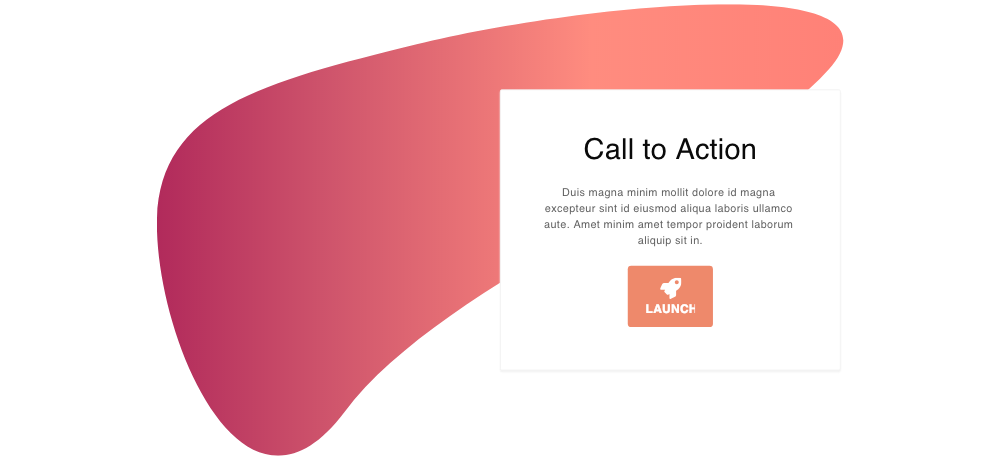 Call to Action
Duis magna minim mollit dolore id magna
excepteur sint id eiusmod aliqua laboris ullamco
aute. Amet minim amet tempor proident laborum
aliquip sit in.
LAUNCH